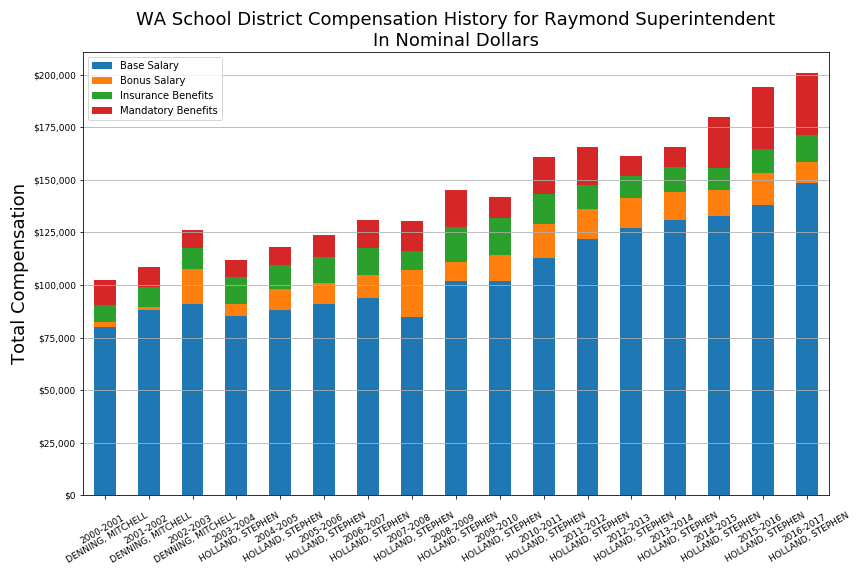 WA School District Compensation History for Raymond Superintendent
In Nominal Dollars
Base Salary
Bonus Salary
Insurance Benefits
Mandatory Benefits
Total Compensation
$200,000
$175,000
$150,000
$125,000
$100,000
$75,000
$50,000
$25,000
$0
2000-2001
DENNING, MITCHELL
2001-2002
DENNING, MITCHELL
2002-2003
DENNING, MITCHELL
2003-2004
HOLLAND, STEPHEN
2004-2005
HOLLAND, STEPHEN
2005-2006
HOLLAND, STEPHEN
2006-2007
HOLLAND, STEPHEN
2007-2008
HOLLAND, STEPHEN
2008-2009
HOLLAND, STEPHEN
2009-2010
HOLLAND, STEPHEN
2010-2011
HOLLAND, STEPHEN
2011-2012
HOLLAND, STEPHEN
2012-2013
HOLLAND, STEPHEN
2013-2014
HOLLAND, STEPHEN
2014-2015
HOLLAND, STEPHEN
2015-2016
HOLLAND, STEPHEN
2016-2017
HOLLAND, STEPHEN